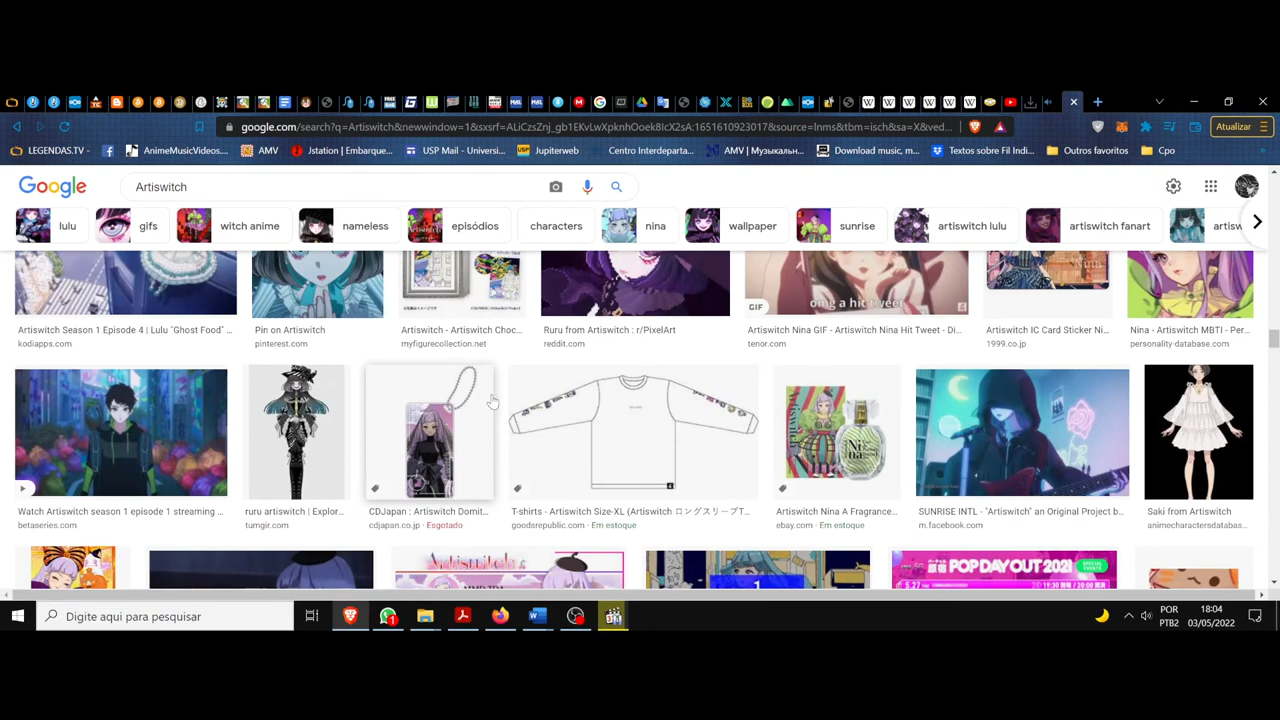 google.com/search?q=Artiswitch&newwindow=1&sxsrf=ALiCzsZnj_gb1EKvLwXpknhOoek8IcX2sA:1651610923017&source=lnms&tbm=isch&sa=X&ved...
Atualizar
LEGENDAS.TV - AnimeMusicVideos.... AMV Jstation | Embarque... USP Mail - Universi... USP Jupiterweb Centro Interdeparta... AMV | Музыкальн... Download music, m... Textos sobre Fil Indi... Outros favoritos Cpo
Google Artiswitch
lulu gifs witch anime nameless episódios characters nina wallpaper sunrise artiswitch lulu artiswitch fanart artisw
GIF omg a hit tweet Nina
Artiswitch Season 1 Episode 4 | Lulu "Ghost Food" ... Pin on Artiswitch Artiswitch - Artiswitch Choc... Ruru from Artiswitch : r/PixelArt Artiswitch Nina GIF - Artiswitch Nina Hit Tweet - Di... Artiswitch IC Card Sticker Ni... Nina - Artiswitch MBTI - Per...
kodiapps.com pinterest.com myfigurecollection.net reddit.com tenor.com 1999.co.jp personality-database.com
Watch Artiswitch season 1 episode 1 streaming ... ruru artiswitch | Explor... CDJapan : Artiswitch Domit... T-shirts - Artiswitch Size-XL (Artiswitch ロングスリーブT... Artiswitch Nina A Fragrance... SUNRISE INTL - "Artiswitch" an Original Project b... Saki from Artiswitch
betaseries.com tumgir.com cdjapan.co.jp · Esgotado goodsrepublic.com · Em estoque ebay.com · Em estoque m.facebook.com animecharactersdatabas...
POP DAY OUT 2021
SPECIAL EVENTS
Digite aqui para pesquisar
POR
PTB2
18:04
03/05/2022